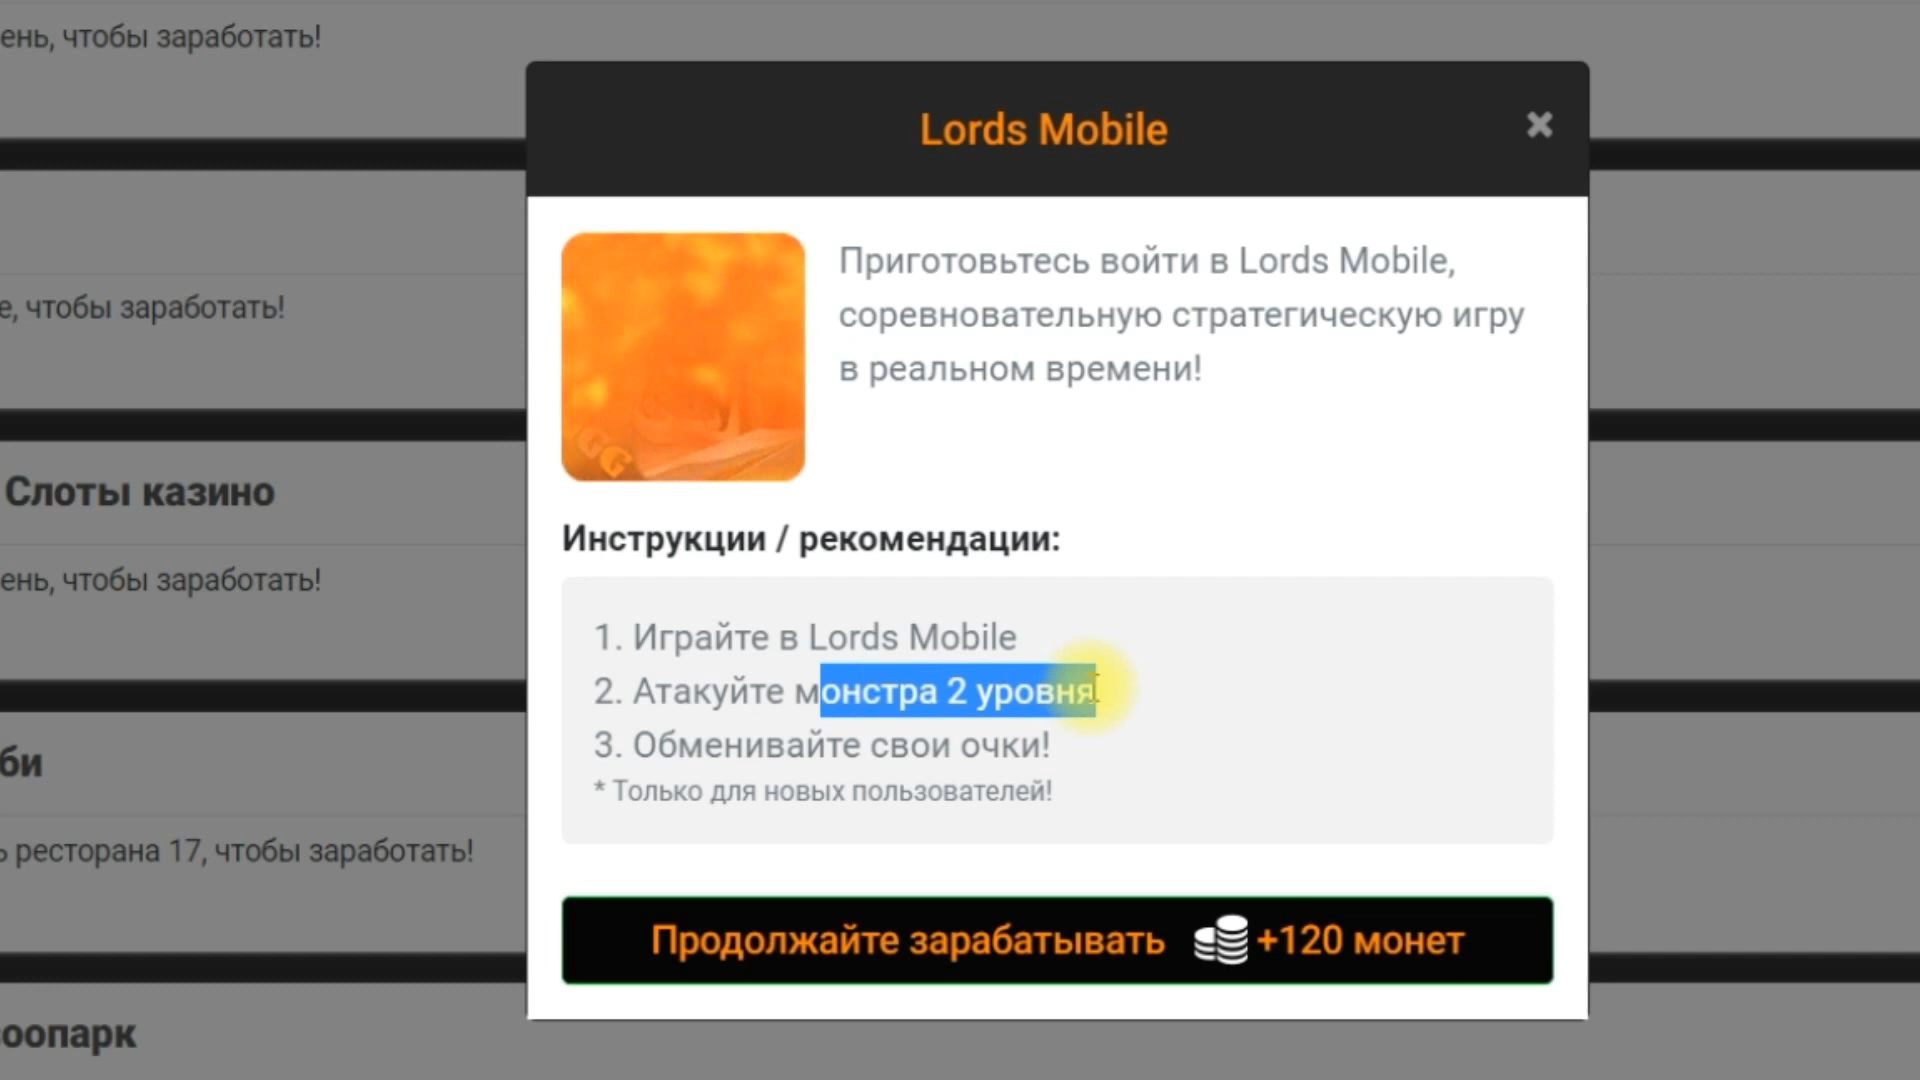 ень, чтобы заработать!
е, чтобы заработать!
Слоты казино
ень, чтобы заработать!
би
ь ресторана 17, чтобы заработать!
зоопарк
Lords Mobile
Приготовьтесь войти в Lords Mobile,
соревновательную стратегическую игру
в реальном времени!
GG
Инструкции / рекомендации:
1. Играйте в Lords Mobile
2. Атакуйте монстра 2 уровня.
3. Обменивайте свои очки!
* Только для новых пользователей!
Продолжайте зарабатывать +120 монет